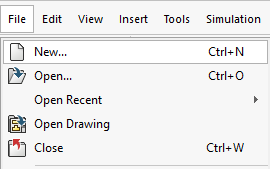 File Edit View Insert Tools Simulation
New... Ctrl+N
Open... Ctrl+O
Open Recent
Open Drawing
Close Ctrl+W